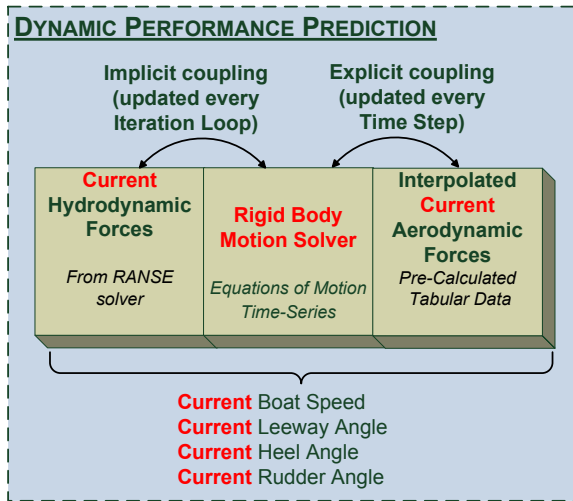 DYNAMIC PERFORMANCE PREDICTION
Implicit coupling
(updated every
Iteration Loop)
Explicit coupling
(updated every
Time Step)
Current
Hydrodynamic
Forces
From RANSE
solver
Rigid Body
Motion Solver
Equations of Motion
Time-Series
Interpolated
Current
Aerodynamic
Forces
Pre-Calculated
Tabular Data
Current Boat Speed
Current Leeway Angle
Current Heel Angle
Current Rudder Angle